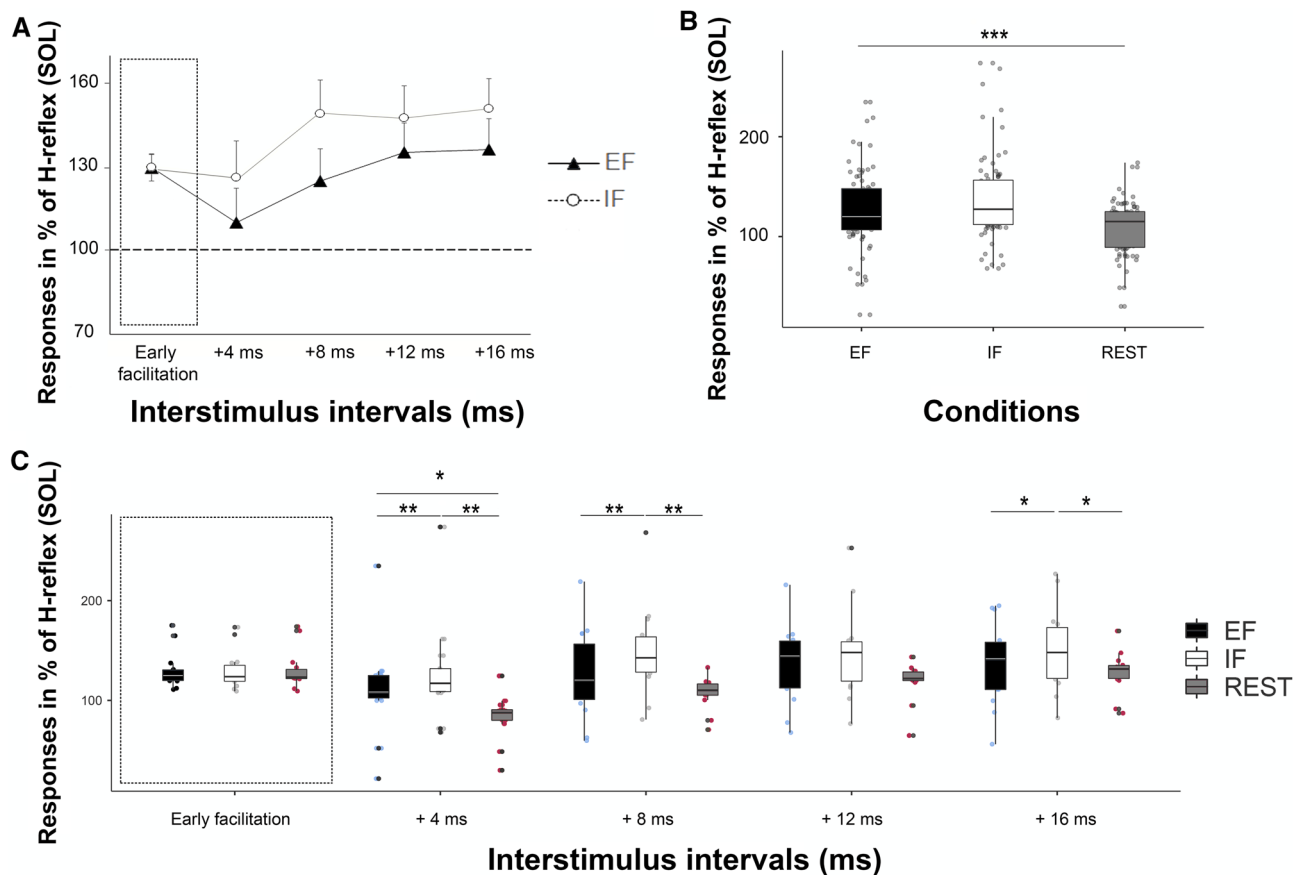 A
Responses in % of H-reflex (SOL)
160
130
100
70
Early
facilitation
+4 ms
+8 ms
+12 ms
+16 ms
Interstimulus intervals (ms)
EF
IF
B
Responses in % of H-reflex (SOL)
***
200
100
EF
IF
REST
Conditions
C
Responses in % of H-reflex (SOL)
200
100
*
** **
** **
* *
Early facilitation
+ 4 ms
+ 8 ms
+ 12 ms
+ 16 ms
Interstimulus intervals (ms)
EF
IF
REST